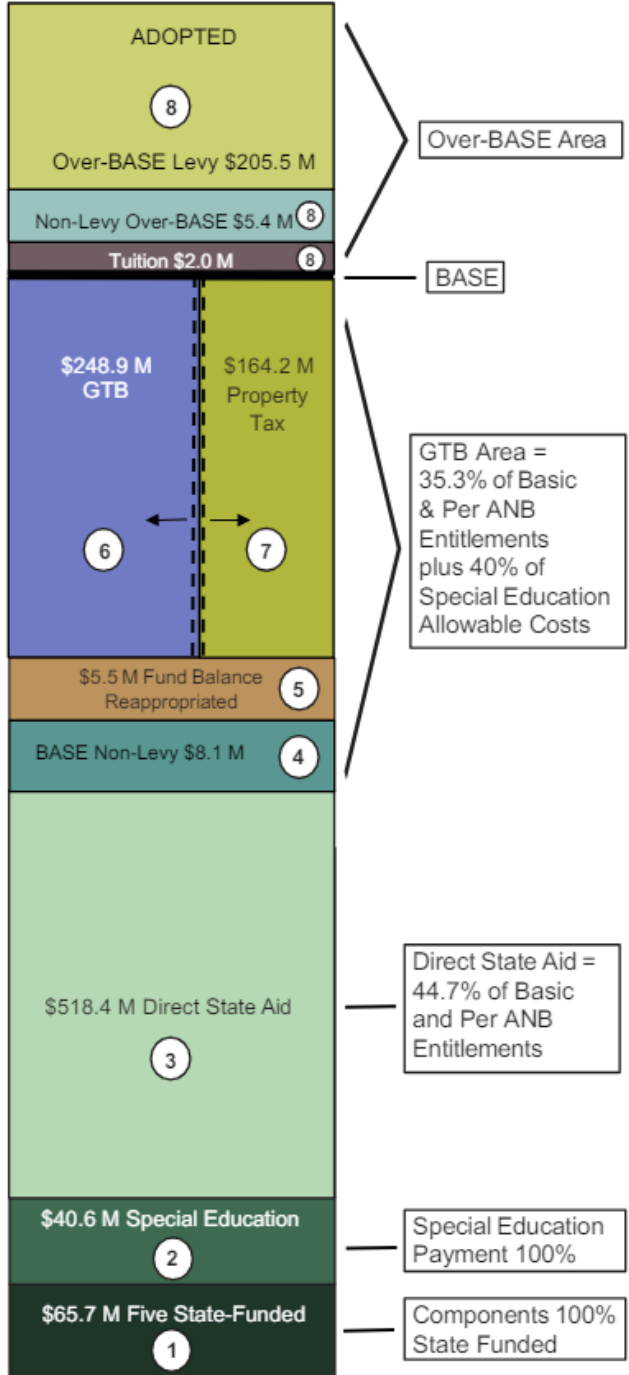 ADOPTED
8
Over-BASE Levy $205.5 M
Over-BASE Area
Non-Levy Over-BASE $5.4 M 8
Tuition $2.0 M 8
BASE
$248.9 M
GTB
$164.2 M
Property
Tax
6
7
GTB Area =
35.3% of Basic
& Per ANB
Entitlements
plus 40% of
Special Education
Allowable Costs
$5.5 M Fund Balance
Reappropriated
5
BASE Non-Levy $8.1 M 4
$518.4 M Direct State Aid
3
Direct State Aid =
44.7% of Basic
and Per ANB
Entitlements
$40.6 M Special Education
2
Special Education
Payment 100%
$65.7 M Five State-Funded
1
Components 100%
State Funded